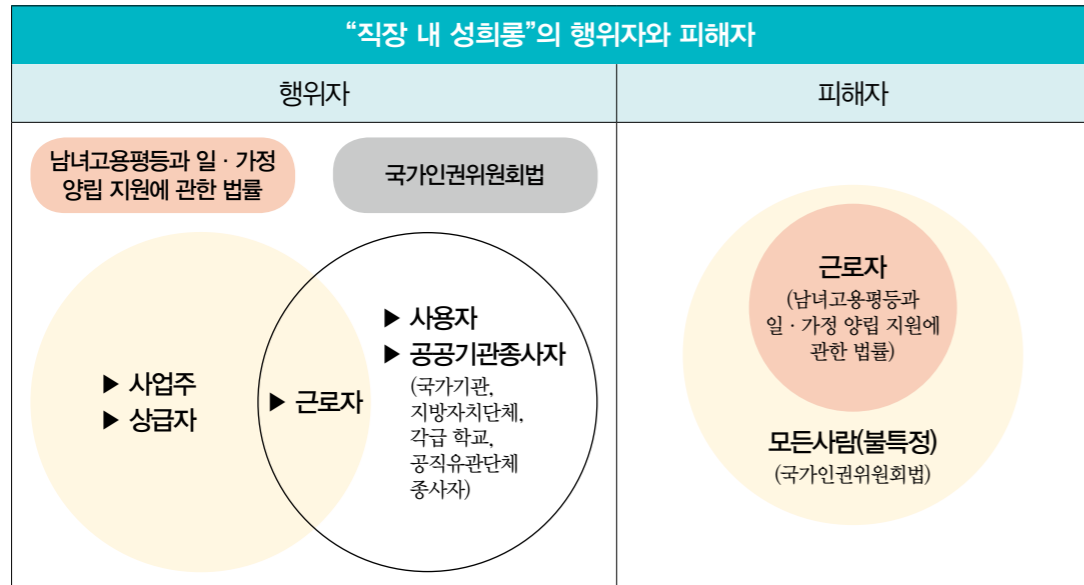 “직장 내 성희롱”의 행위자와 피해자
행위자
피해자
남녀고용평등과 일 · 가정
양립 지원에 관한 법률
국가인권위원회법
▶ 사업주
▶ 상급자
▶ 근로자
▶ 사용자
▶ 공공기관종사자
(국가기관,
지방자치단체,
각급 학교,
공직유관단체
종사자)
근로자
(남녀고용평등과
일 · 가정 양립 지원에
관한 법률)
모든사람(불특정)
(국가인권위원회법)